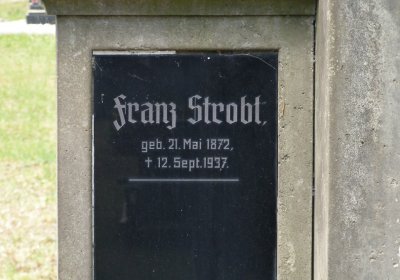 Franz Strobl,
geb. 21. Mai 1872,
† 12. Sept. 1937.